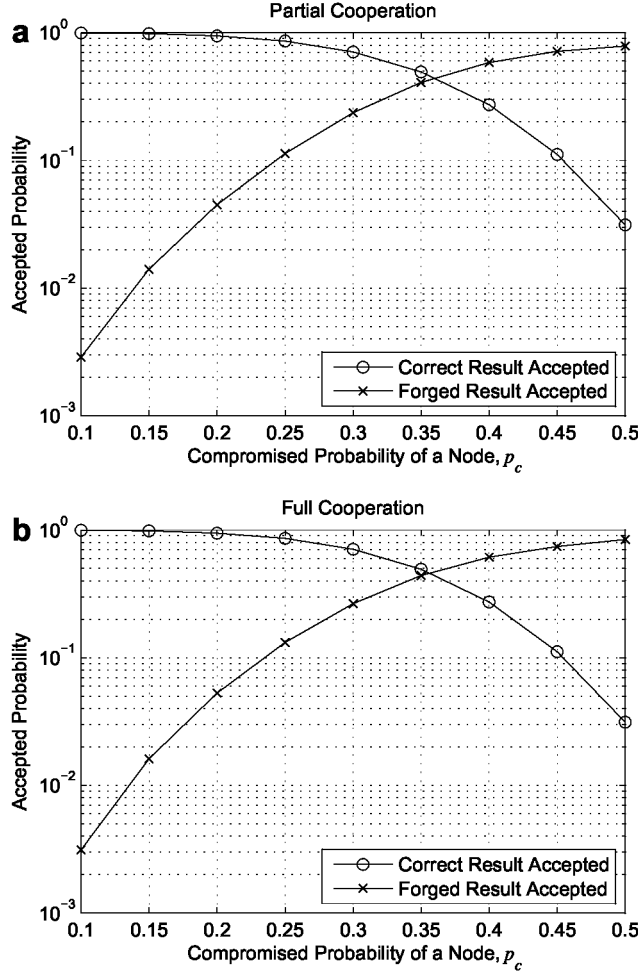 a
Partial Cooperation
10^0
10^-1
10^-2
10^-3
Accepted Probability
Correct Result Accepted
Forged Result Accepted
0.1 0.15 0.2 0.25 0.3 0.35 0.4 0.45 0.5
Compromised Probability of a Node, p_c
b
Full Cooperation
10^0
10^-1
10^-2
10^-3
Accepted Probability
Correct Result Accepted
Forged Result Accepted
0.1 0.15 0.2 0.25 0.3 0.35 0.4 0.45 0.5
Compromised Probability of a Node, p_c